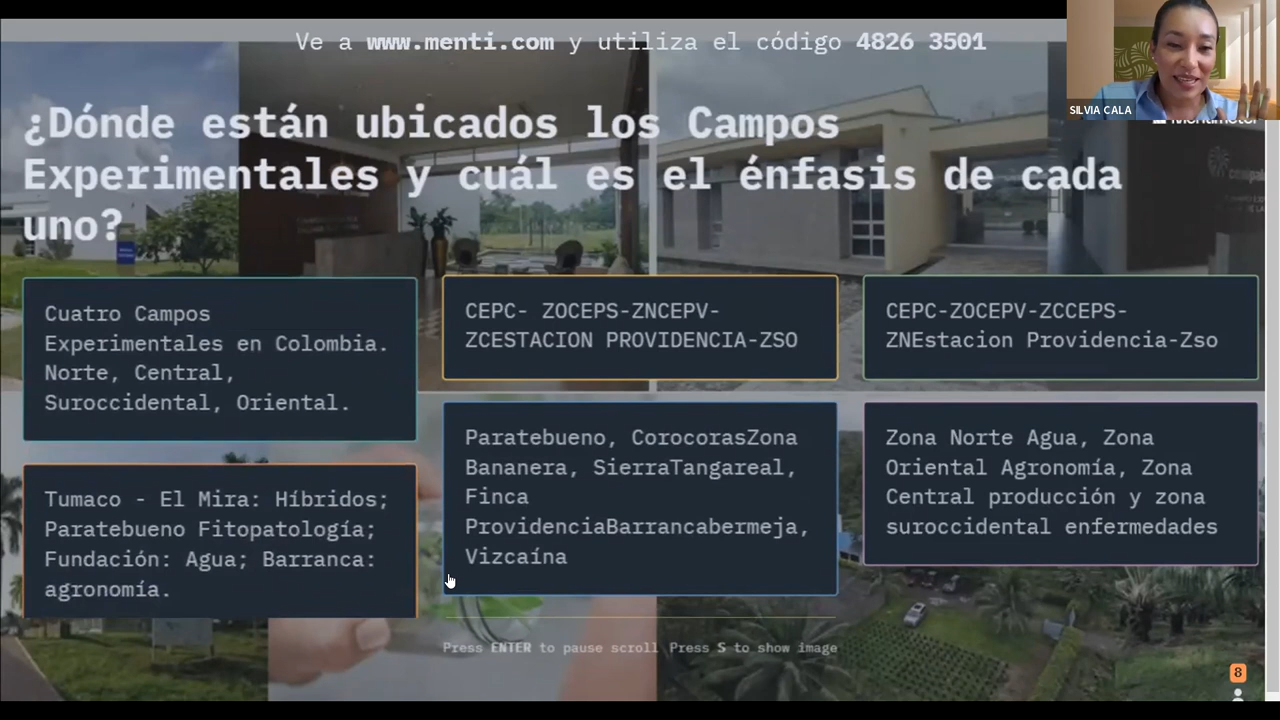 Ve a www.menti.com y utiliza el código 4826 3501
SILVIA CALA
Mentimeter
¿Dónde están ubicados los Campos
Experimentales y cuál es el énfasis de cada
uno?
Cuatro Campos
Experimentales en Colombia.
Norte, Central,
Suroccidental, Oriental.
CEPC- ZOCEPS-ZNCEPV-
ZCESTACION PROVIDENCIA-ZSO
CEPC-ZOCEPV-ZCCEPS-
ZNEstacion Providencia-Zso
Tumaco - El Mira: Híbridos;
Paratebueno Fitopatología;
Fundación: Agua; Barranca:
agronomía.
Paratebueno, CorocorasZona
Bananera, SierraTangareal,
Finca
ProvidenciaBarrancabermeja,
Vizcaína
Zona Norte Agua, Zona
Oriental Agronomía, Zona
Central producción y zona
suroccidental enfermedades
Press ENTER to pause scroll Press S to show image
8